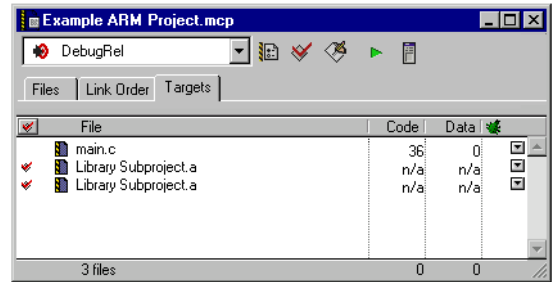 Example ARM Project.mcp
DebugRel
Files Link Order Targets
File Code Data
main.c 36 0
Library Subproject.a n/a n/a
Library Subproject.a n/a n/a
3 files 0 0